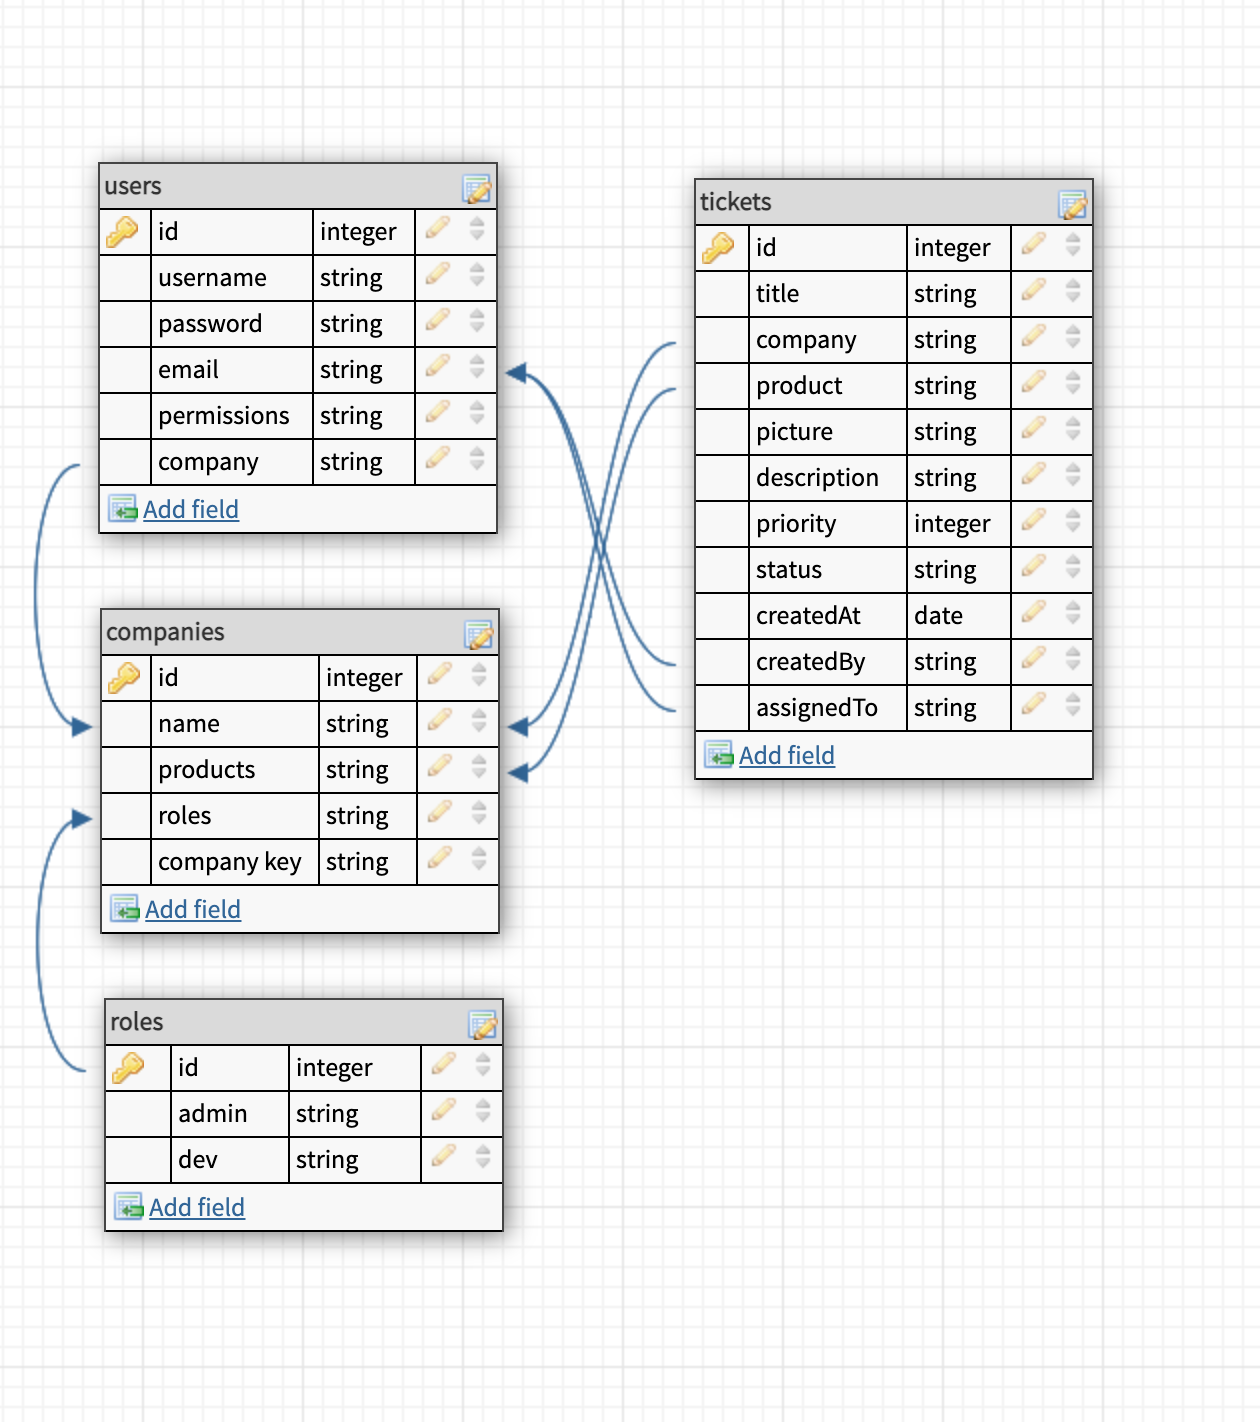 users
id integer
username string
password string
email string
permissions string
company string
Add field
companies
id integer
name string
products string
roles string
company key string
Add field
roles
id integer
admin string
dev string
Add field
tickets
id integer
title string
company string
product string
picture string
description string
priority integer
status string
createdAt date
createdBy string
assignedTo string
Add field